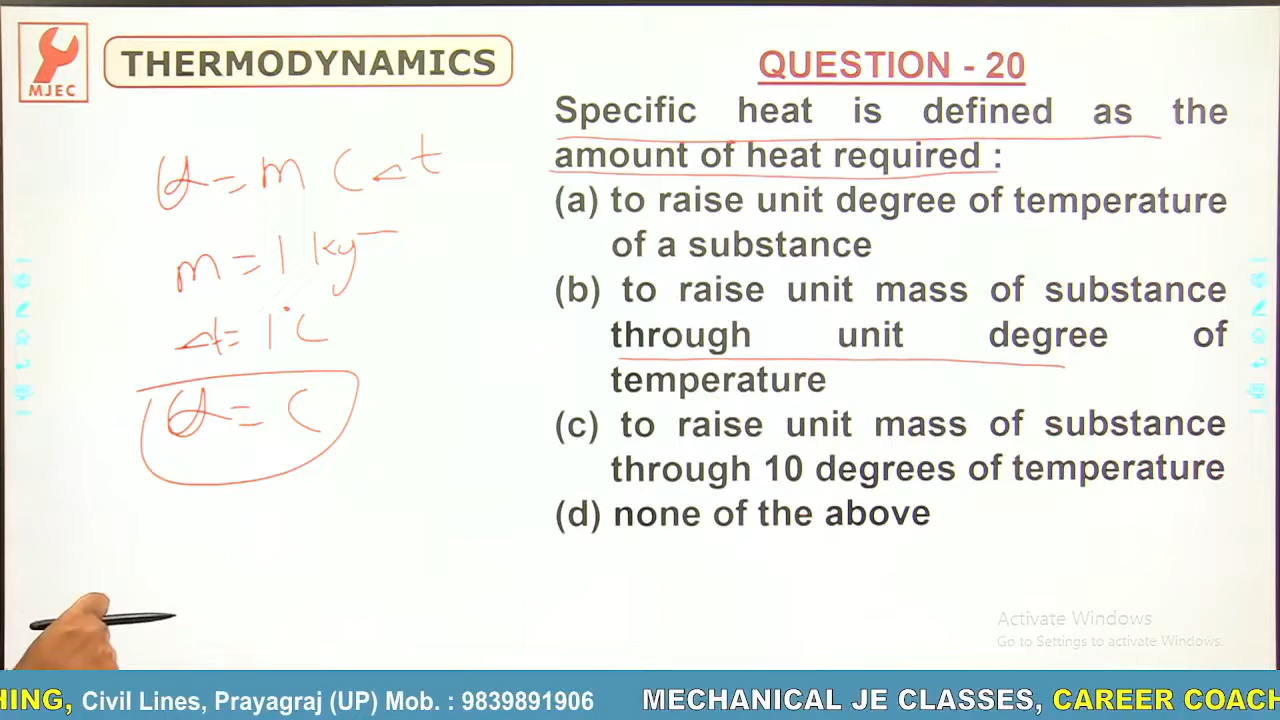 MJEC
THERMODYNAMICS
QUESTION - 20
Specific heat is defined as the
amount of heat required :
(a) to raise unit degree of temperature
of a substance
(b) to raise unit mass of substance
through unit degree of
temperature
(c) to raise unit mass of substance
through 10 degrees of temperature
(d) none of the above
Q = m C Δt
m = 1 kg
Δt = 1°C
Q = C
Activate Windows
Go to Settings to activate Windows.
HING, Civil Lines, Prayagraj (UP) Mob. : 9839891906 MECHANICAL JE CLASSES, CAREER COACH